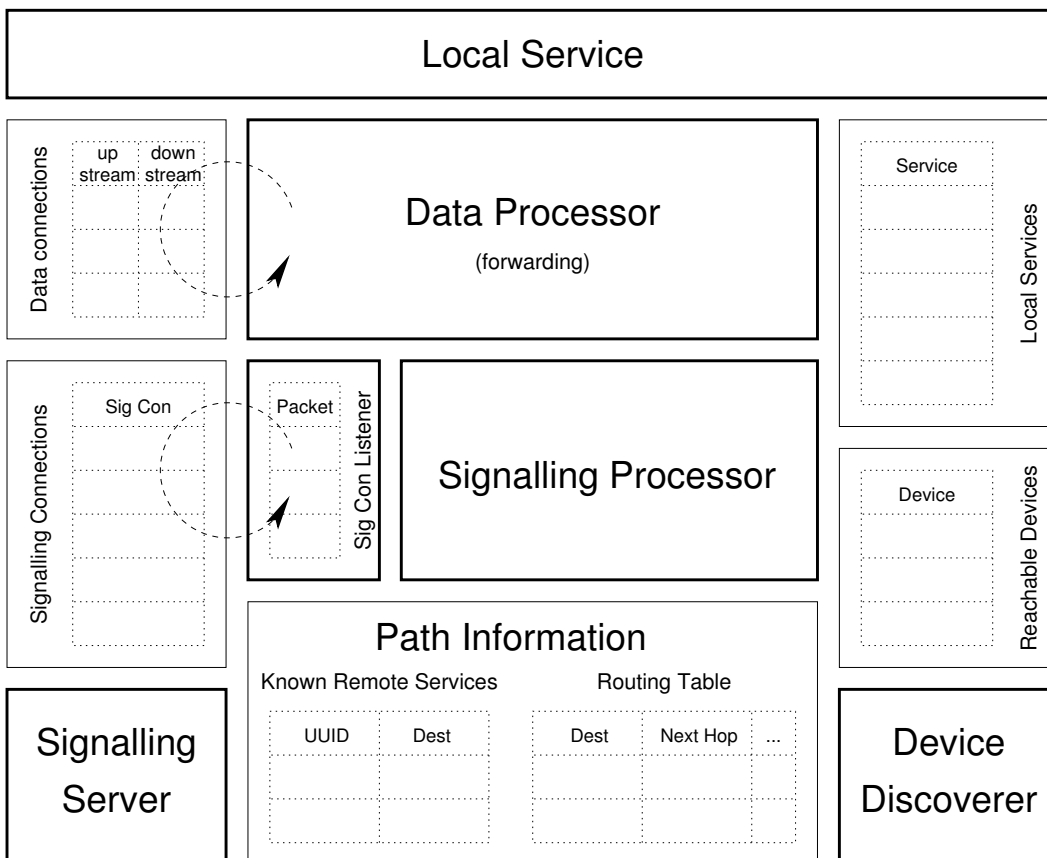 Local Service
Data connections
up
stream
down
stream
Data Processor
(forwarding)
Service
Local Services
Signalling Connections
Sig Con
Packet
Sig Con Listener
Signalling Processor
Device
Reachable Devices
Path Information
Known Remote Services
Routing Table
UUID
Dest
Dest
Next Hop
...
Signalling
Server
Device
Discoverer